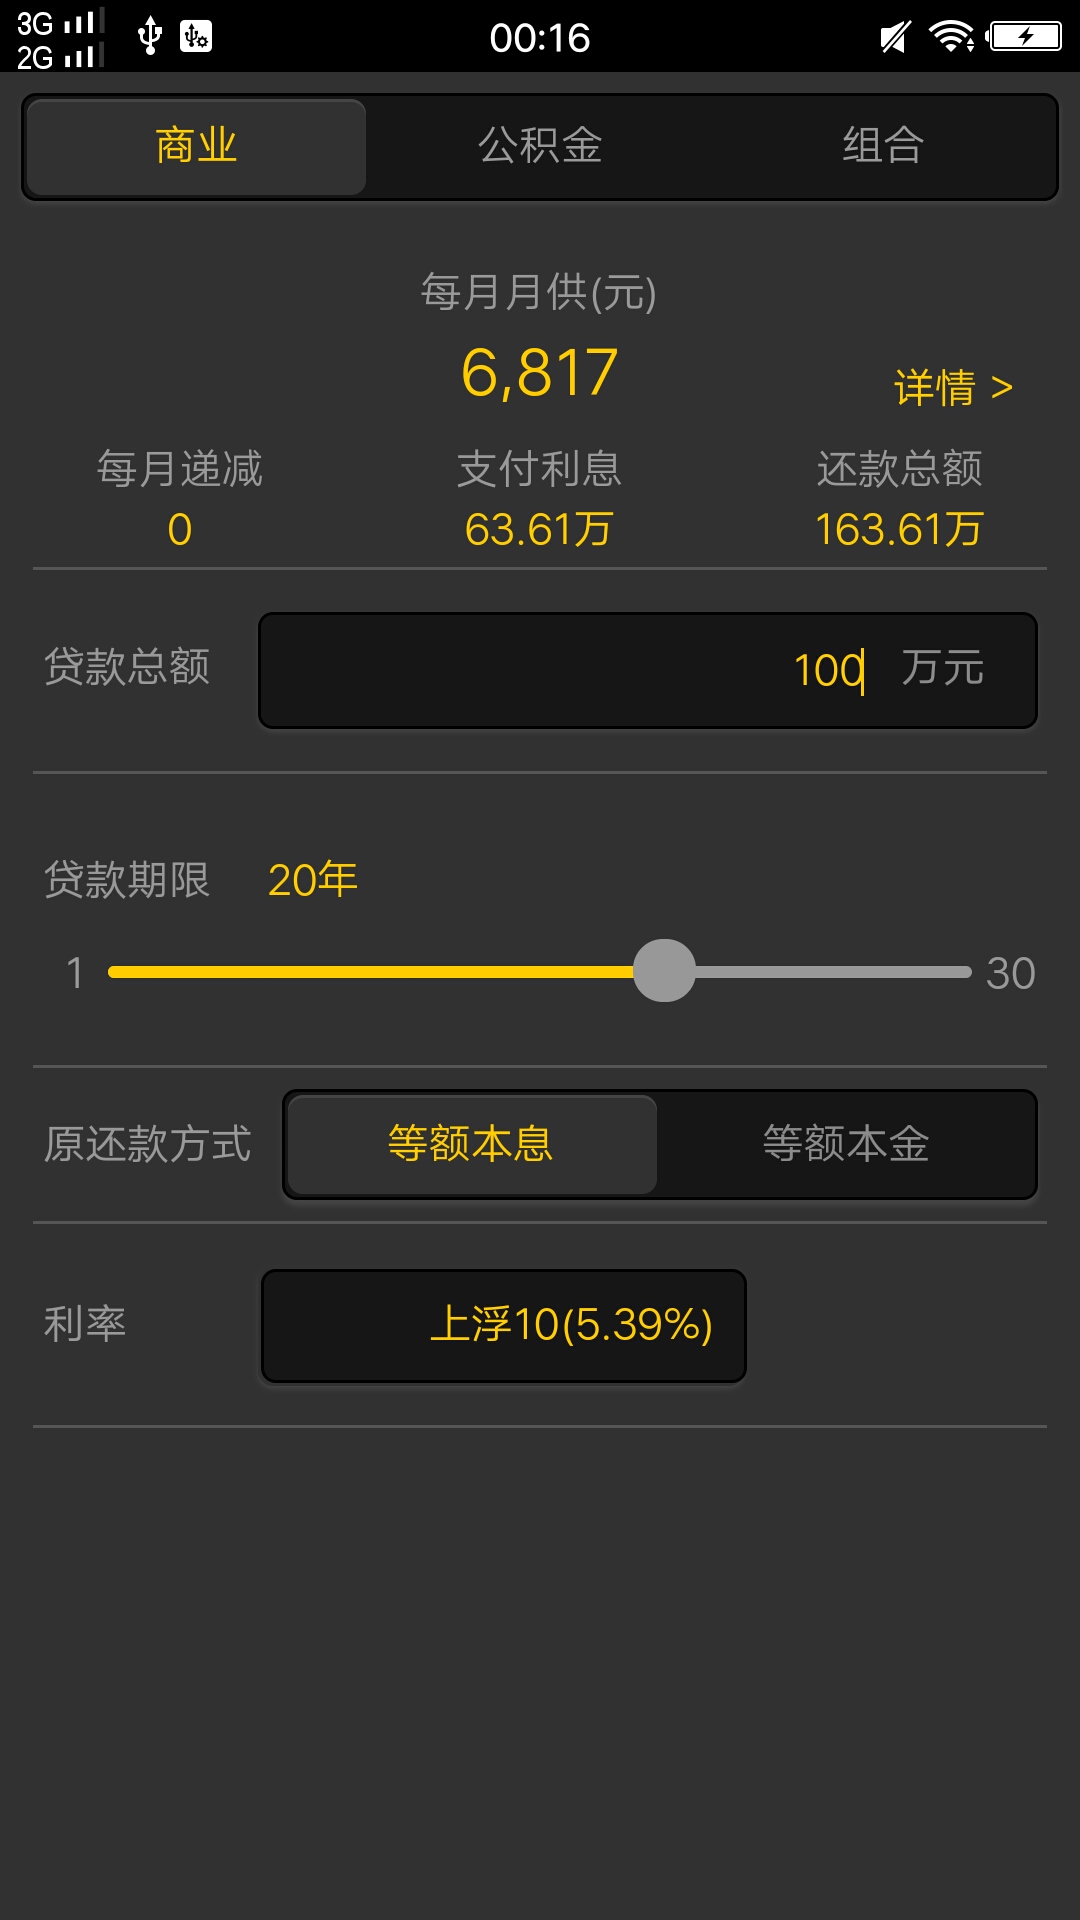 3G
2G
00:16
商业 公积金 组合
每月月供(元)
6,817
详情 >
每月递减 支付利息 还款总额
0 63.61万 163.61万
贷款总额 100 万元
贷款期限 20年
1 30
原还款方式 等额本息 等额本金
利率 上浮10(5.39%)